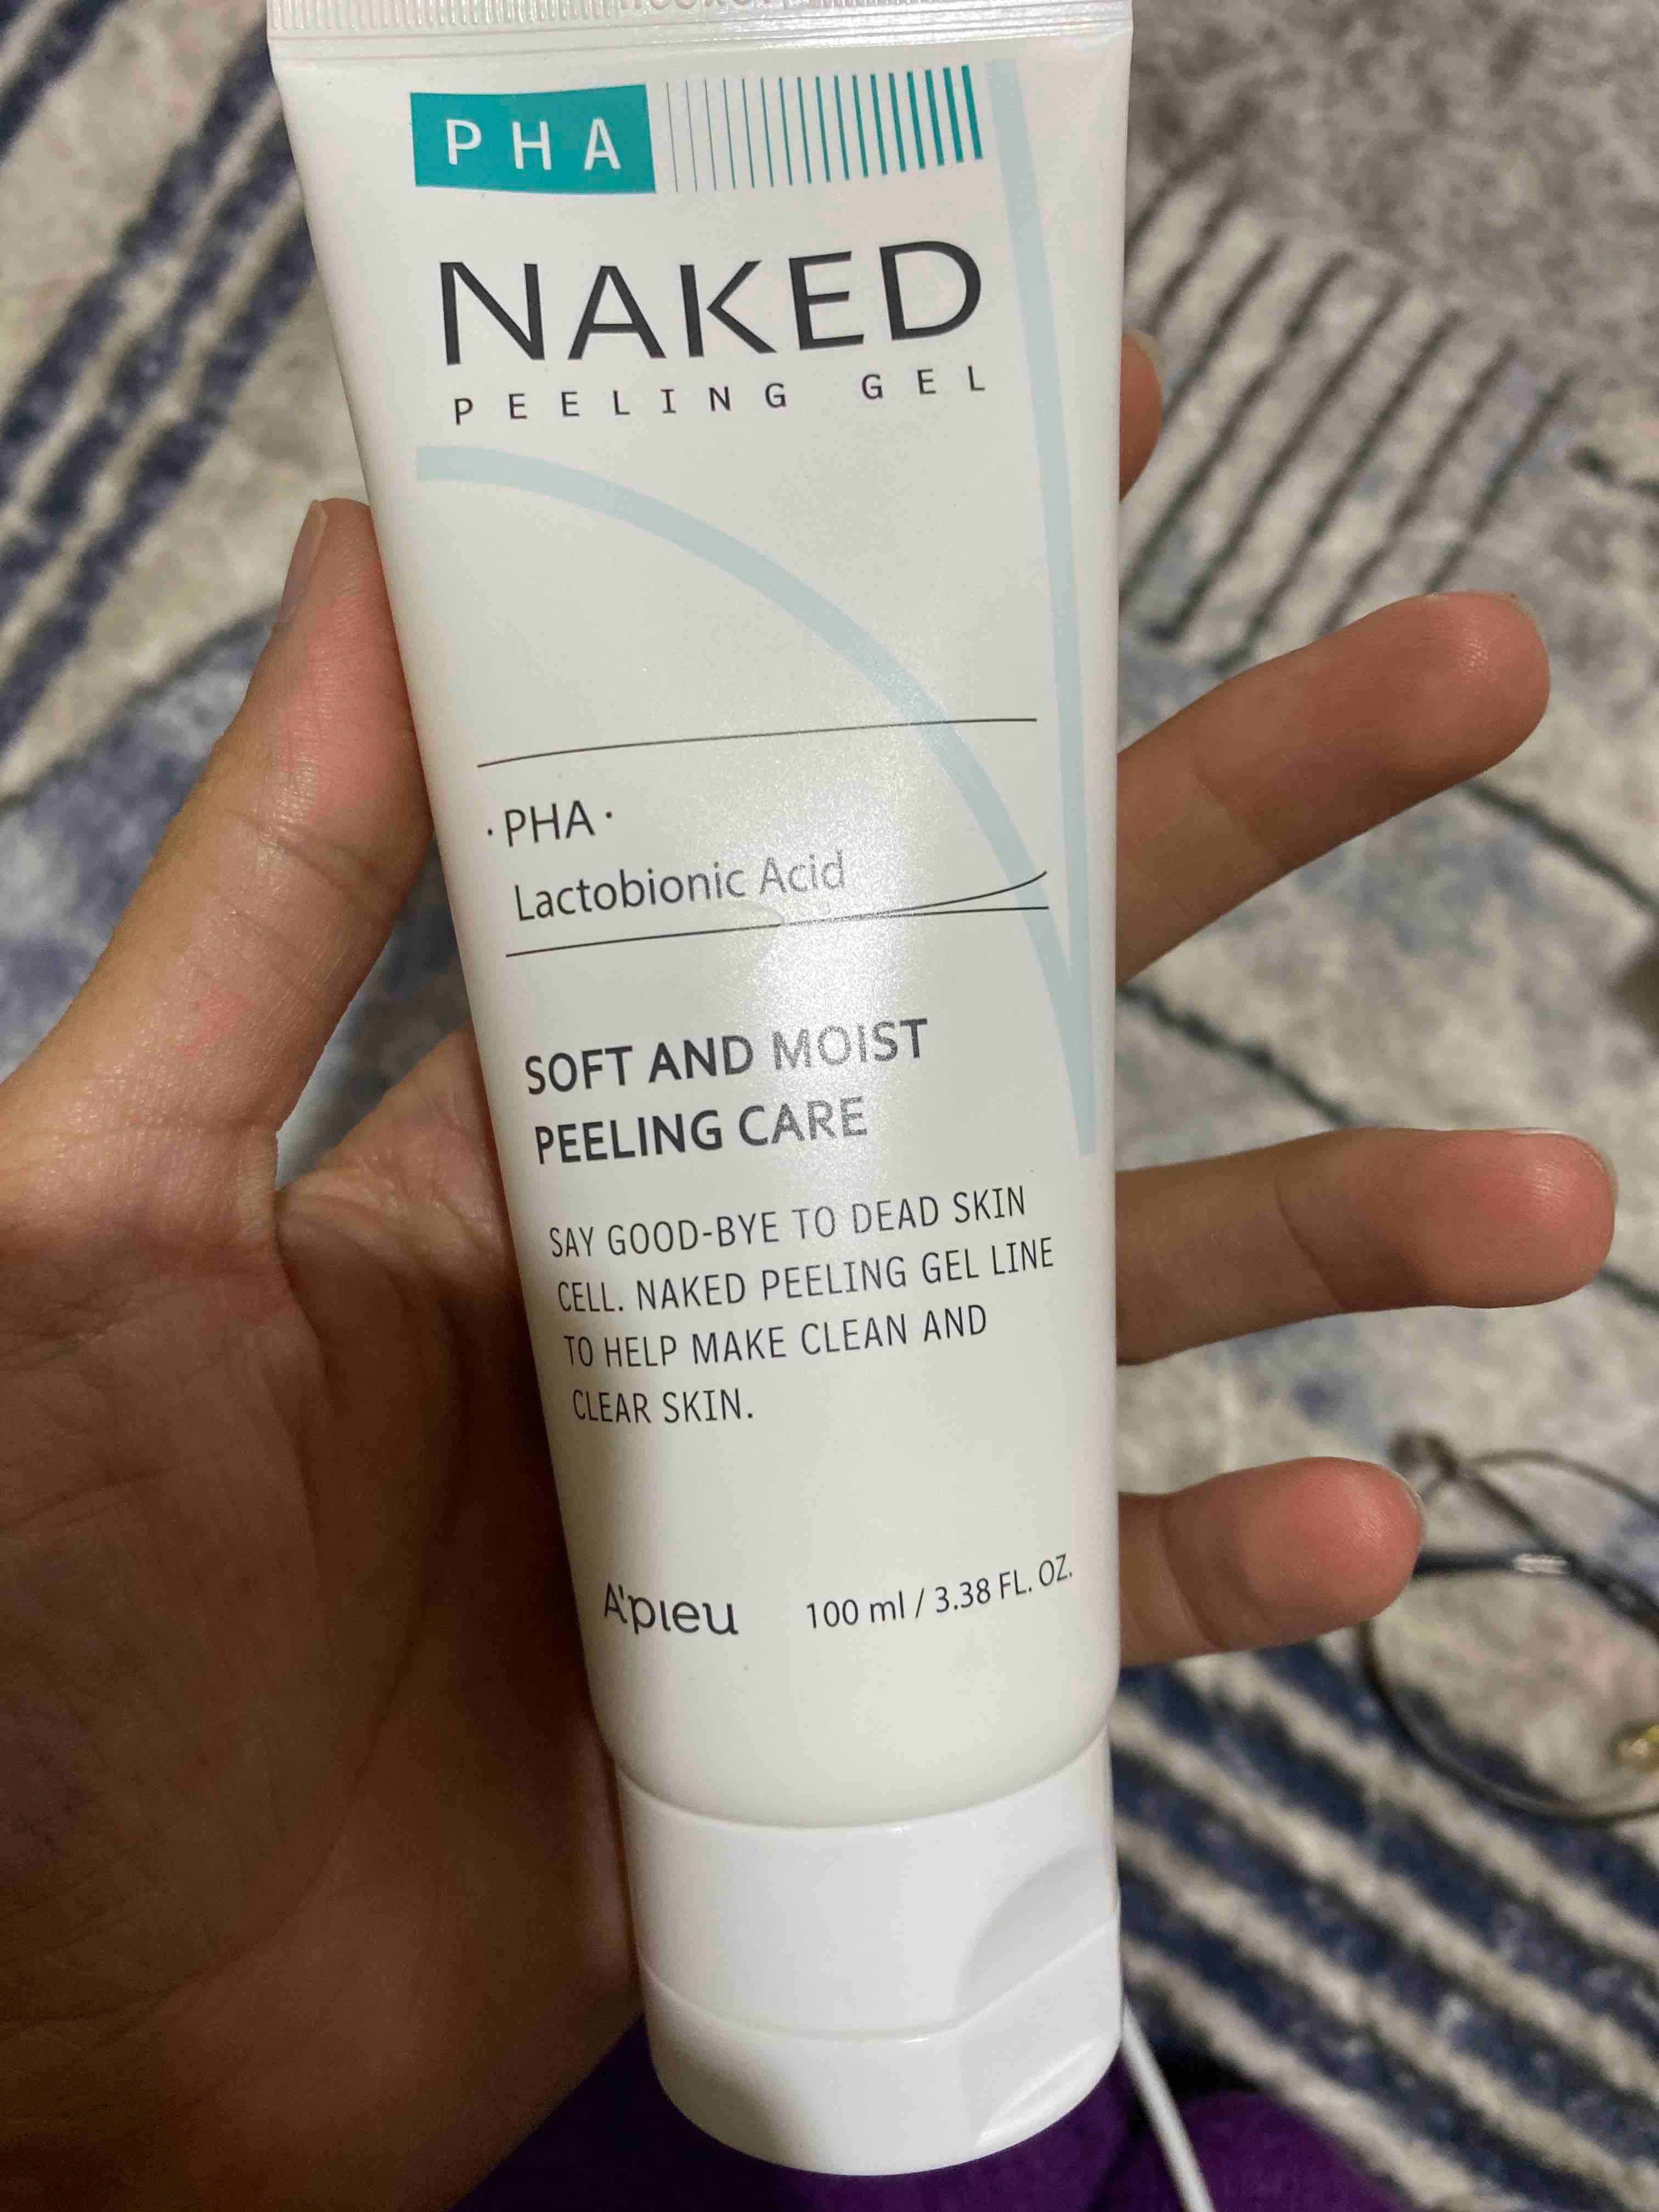 PHA
NAKED
PEELING GEL
· PHA ·
Lactobionic Acid
SOFT AND MOIST
PEELING CARE
SAY GOOD-BYE TO DEAD SKIN
CELL. NAKED PEELING GEL LINE
TO HELP MAKE CLEAN AND
CLEAR SKIN.
A'pieu 100 ml / 3.38 FL. OZ.